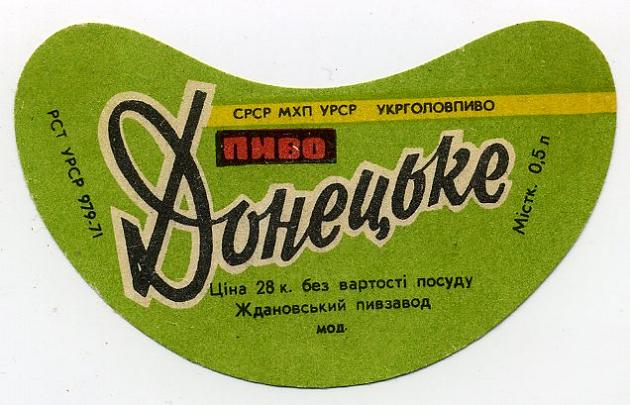 СРСР МХП УРСР УКРГОЛОВПИВО
ПИВО
Донецьке
РСТ УРСР 979-71
Містк. 0,5 л
Ціна 28 к. без вартості посуду
Ждановський пивзавод
мод.